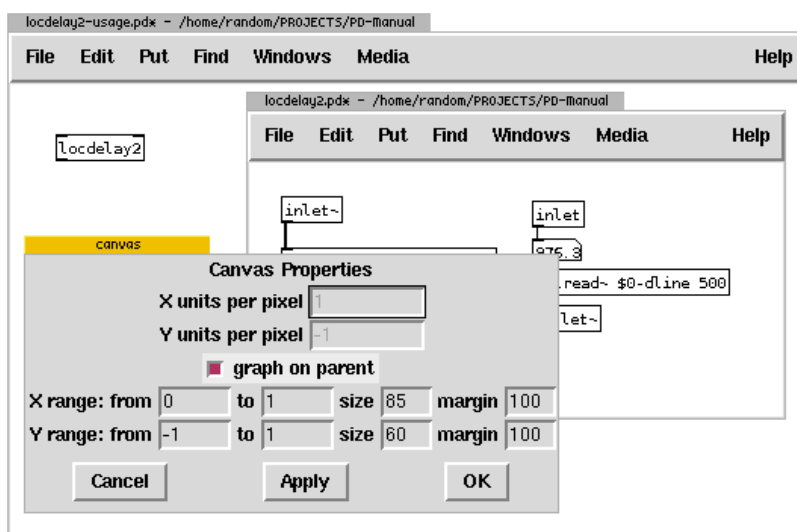 locdelay2-usage.pd* - /home/random/PROJECTS/PD-Manual
File Edit Put Find Windows Media Help
locdelay2.pd* - /home/random/PROJECTS/PD-Manual
File Edit Put Find Windows Media Help
locdelay2
inlet~
inlet
976.3
read~ $0-dline 500
let~
canvas
Canvas Properties
X units per pixel 1
Y units per pixel -1
graph on parent
X range: from 0 to 1 size 85 margin 100
Y range: from -1 to 1 size 60 margin 100
Cancel Apply OK